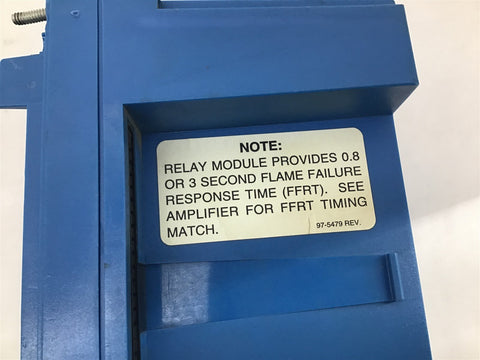 NOTE:
RELAY MODULE PROVIDES 0.8
OR 3 SECOND FLAME FAILURE
RESPONSE TIME (FFRT). SEE
AMPLIFIER FOR FFRT TIMING
MATCH.
97-5479 REV.